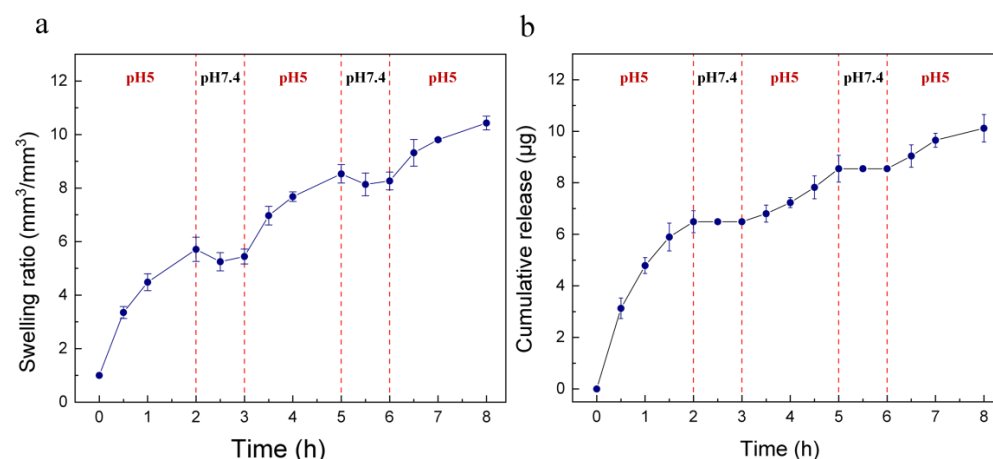 a
pH5 pH7.4 pH5 pH7.4 pH5
12
10
8
6
4
2
0
Swelling ratio (mm³/mm³)
0 1 2 3 4 5 6 7 8
Time (h)
b
pH5 pH7.4 pH5 pH7.4 pH5
12
10
8
6
4
2
0
Cumulative release (μg)
0 1 2 3 4 5 6 7 8
Time (h)